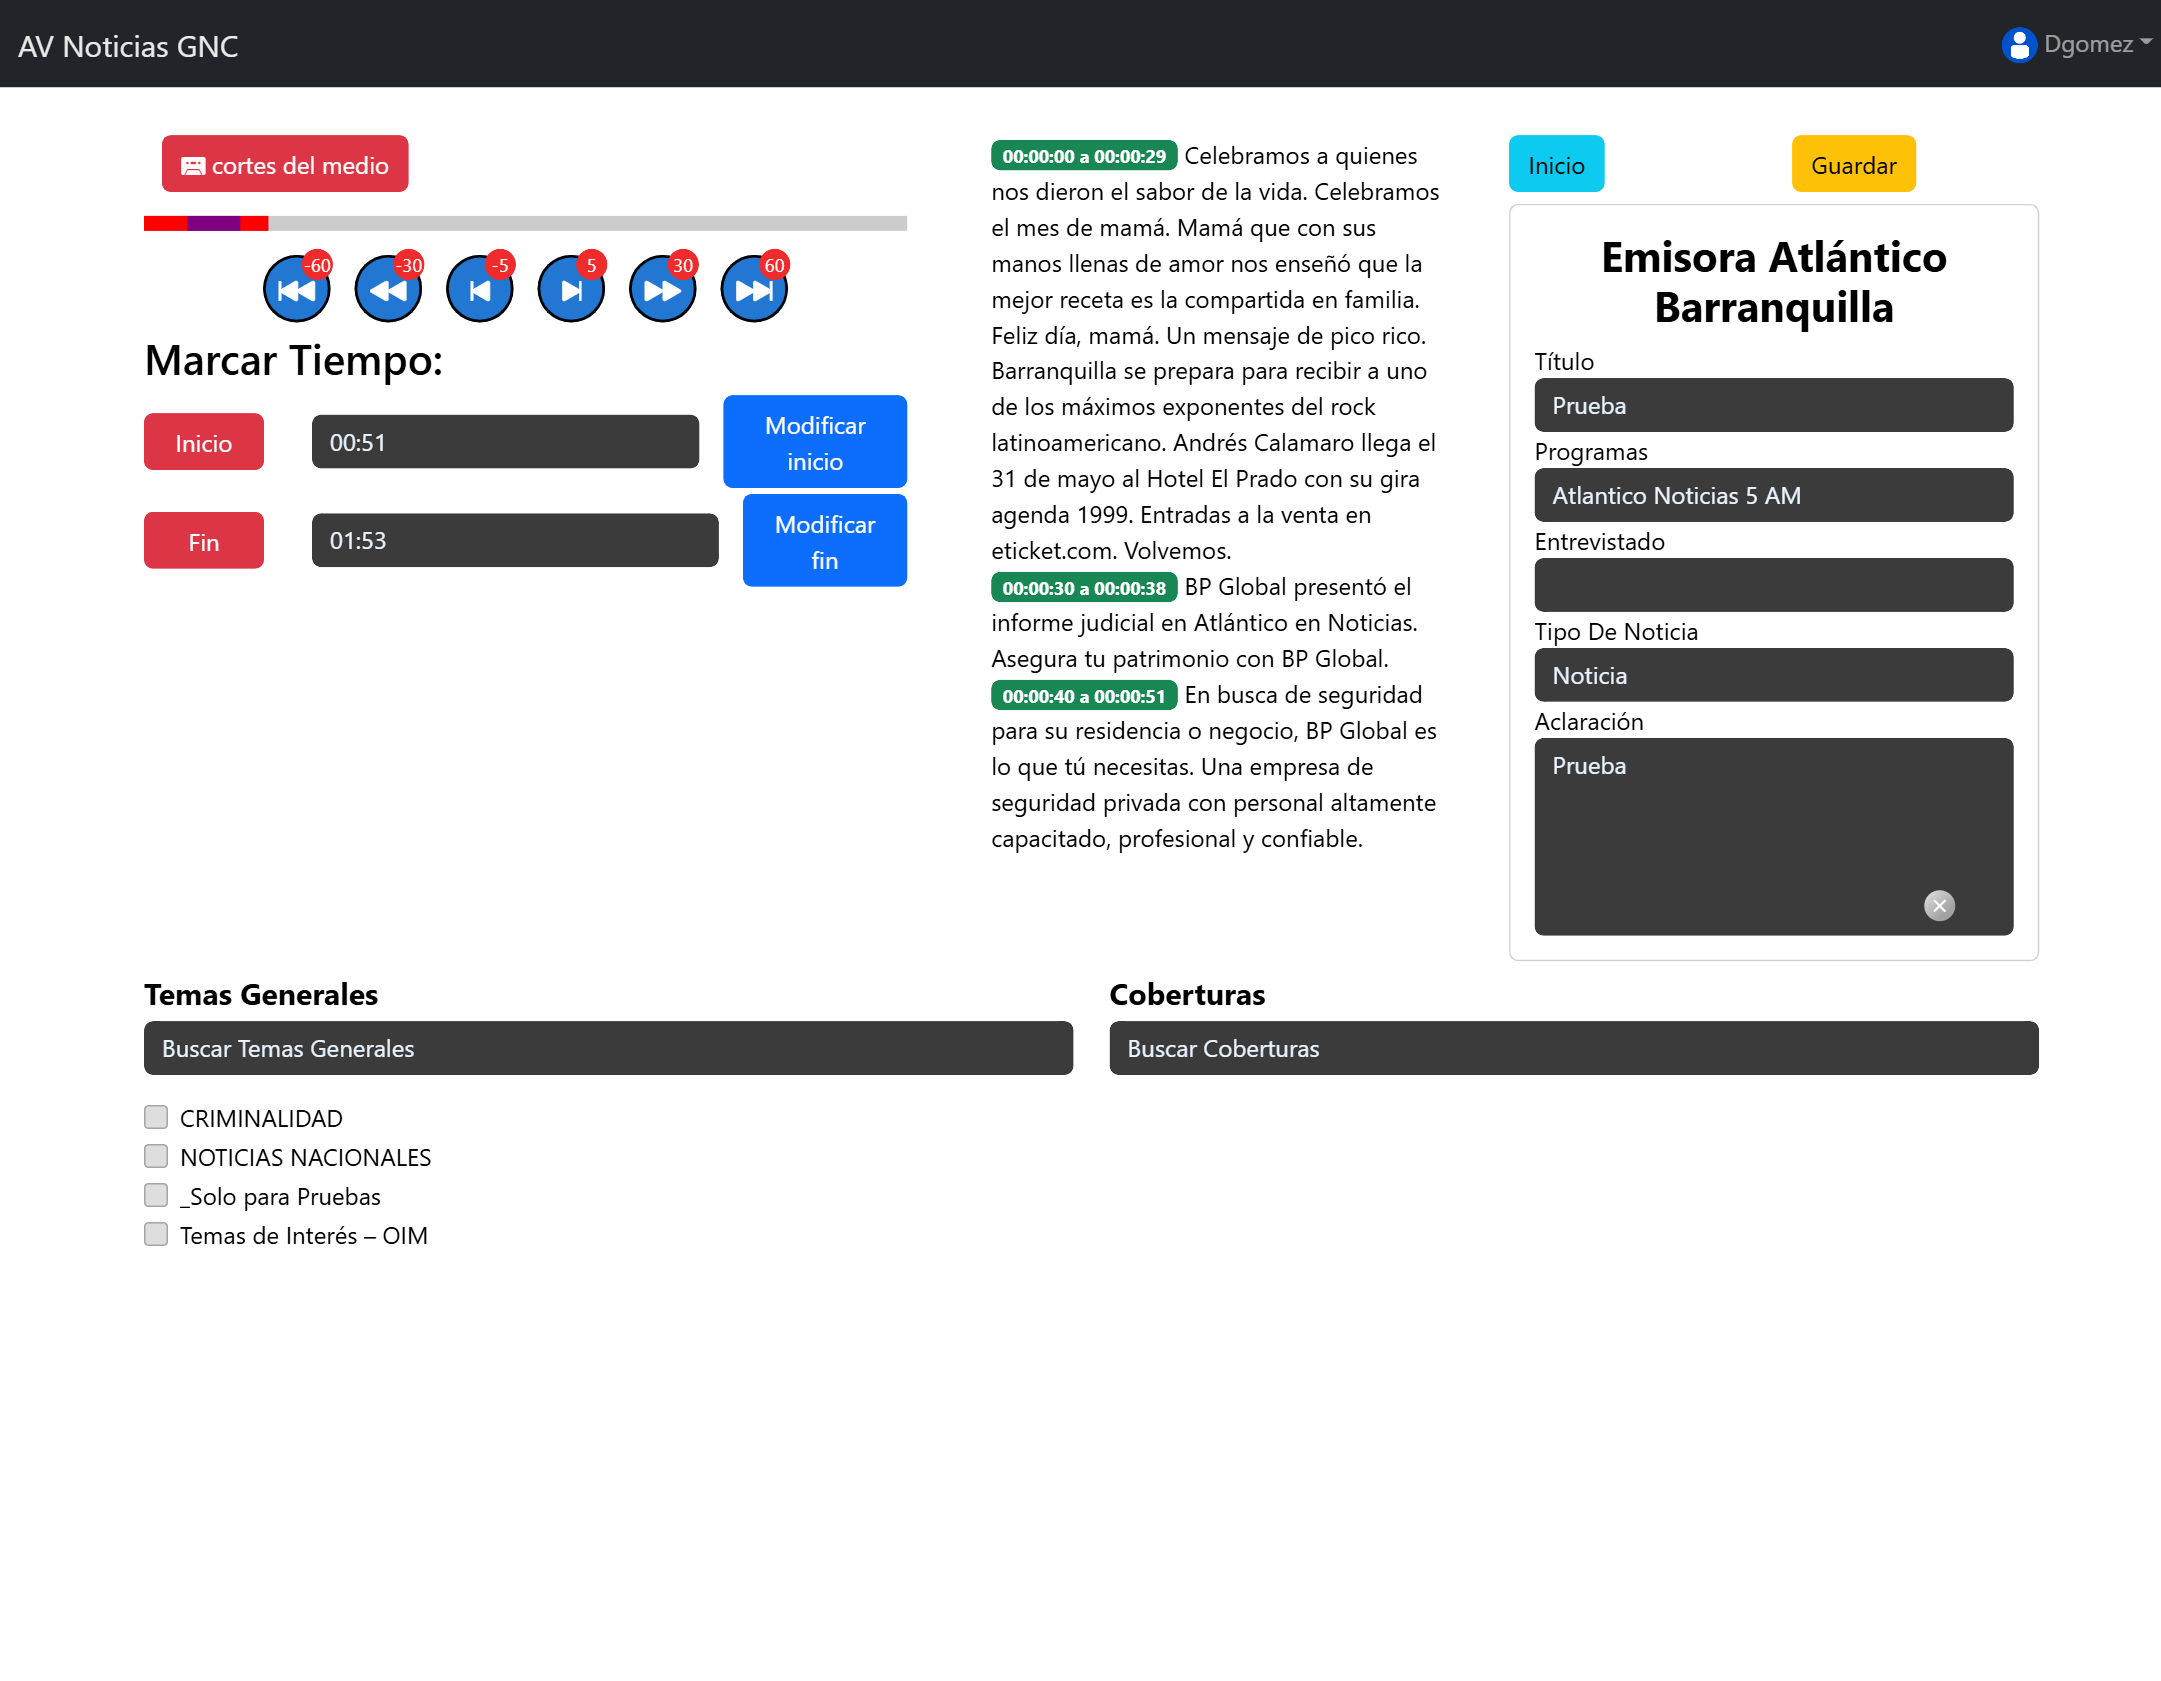 AV Noticias GNC
Dgomez
cortes del medio
-60
-30
-5
5
30
60
Marcar Tiempo:
Inicio
00:51
Modificar
inicio
Fin
01:53
Modificar
fin
00:00:00 a 00:00:29 Celebramos a quienes
nos dieron el sabor de la vida. Celebramos
el mes de mamá. Mamá que con sus
manos llenas de amor nos enseñó que la
mejor receta es la compartida en familia.
Feliz día, mamá. Un mensaje de pico rico.
Barranquilla se prepara para recibir a uno
de los máximos exponentes del rock
latinoamericano. Andrés Calamaro llega el
31 de mayo al Hotel El Prado con su gira
agenda 1999. Entradas a la venta en
eticket.com. Volvemos.
00:00:30 a 00:00:38 BP Global presentó el
informe judicial en Atlántico en Noticias.
Asegura tu patrimonio con BP Global.
00:00:40 a 00:00:51 En busca de seguridad
para su residencia o negocio, BP Global es
lo que tú necesitas. Una empresa de
seguridad privada con personal altamente
capacitado, profesional y confiable.
Inicio
Guardar
Emisora Atlántico
Barranquilla
Título
Prueba
Programas
Atlantico Noticias 5 AM
Entrevistado
Tipo De Noticia
Noticia
Aclaración
Prueba
Temas Generales
Buscar Temas Generales
CRIMINALIDAD
NOTICIAS NACIONALES
_Solo para Pruebas
Temas de Interés – OIM
Coberturas
Buscar Coberturas